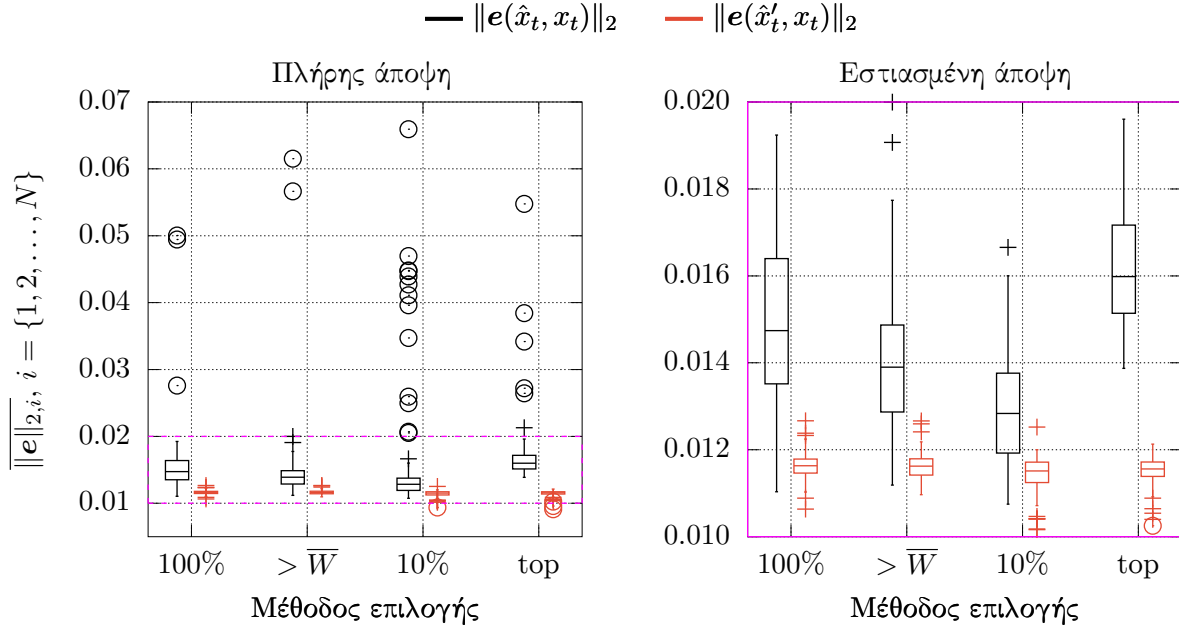 ‖e(x̂_t, x_t)‖₂ ‖e(x̂′_t, x_t)‖₂
Πλήρης άποψη
Εστιασμένη άποψη
‖e‖_{2,i}, i = {1, 2, . . . , N}
0.07
0.06
0.05
0.04
0.03
0.02
0.01
100% > W̅ 10% top
Μέθοδος επιλογής
0.020
0.018
0.016
0.014
0.012
0.010
100% > W̅ 10% top
Μέθοδος επιλογής